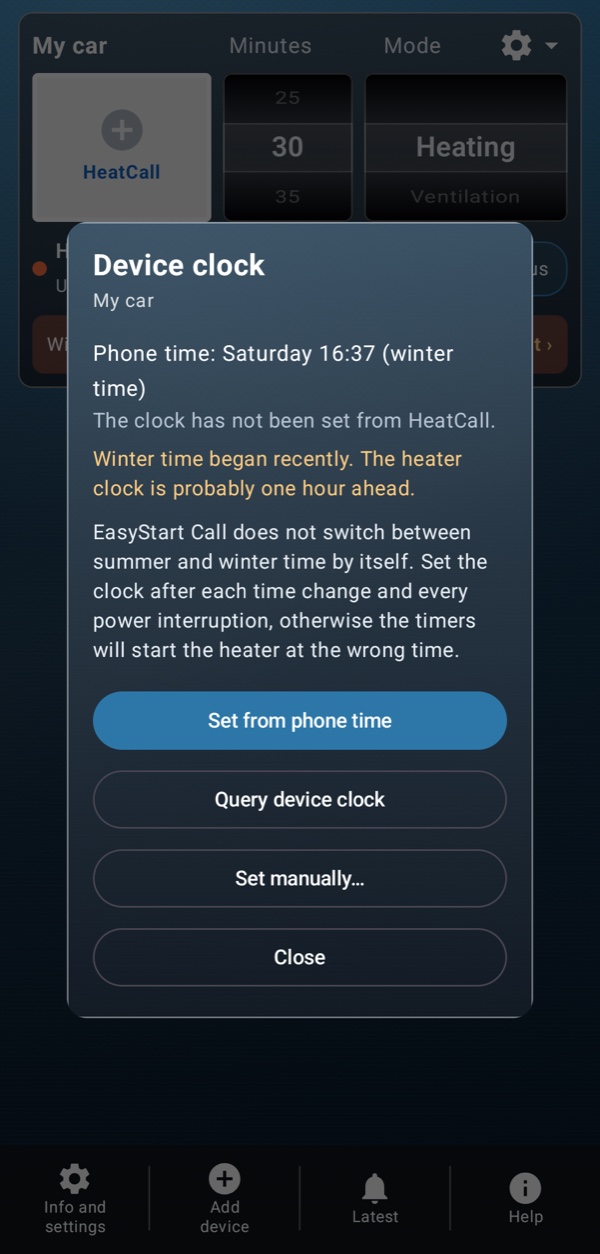 My car
Minutes
Mode
25
30
35
HeatCall
Heating
Ventilation
Device clock
My car
Phone time: Saturday 16:37 (winter
time)
The clock has not been set from HeatCall.
Winter time began recently. The heater
clock is probably one hour ahead.
EasyStart Call does not switch between
summer and winter time by itself. Set the
clock after each time change and every
power interruption, otherwise the timers
will start the heater at the wrong time.
Set from phone time
Query device clock
Set manually…
Close
Info and
settings
Add
device
Latest
Help